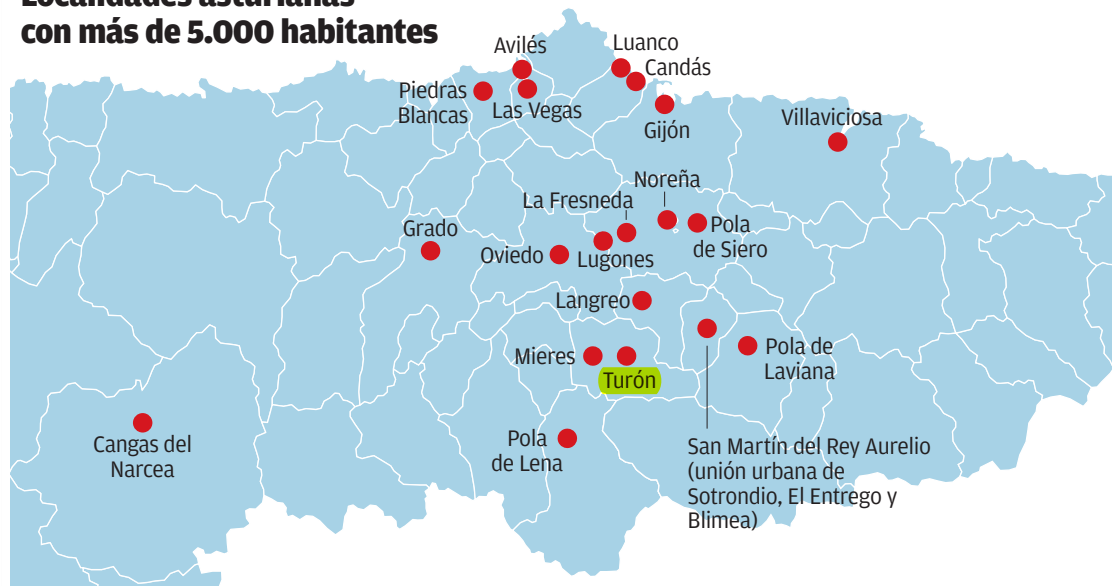 Localidades asturianas
con más de 5.000 habitantes
Avilés
Luanco
Candás
Piedras
Blancas
Las Vegas
Gijón
Villaviciosa
Noreña
La Fresneda
Grado
Pola
de Siero
Oviedo
Lugones
Langreo
Mieres
Turón
Pola de
Laviana
Cangas del
Narcea
Pola
de Lena
San Martín del Rey Aurelio
(unión urbana de
Sotrondio, El Entrego y
Blimea)